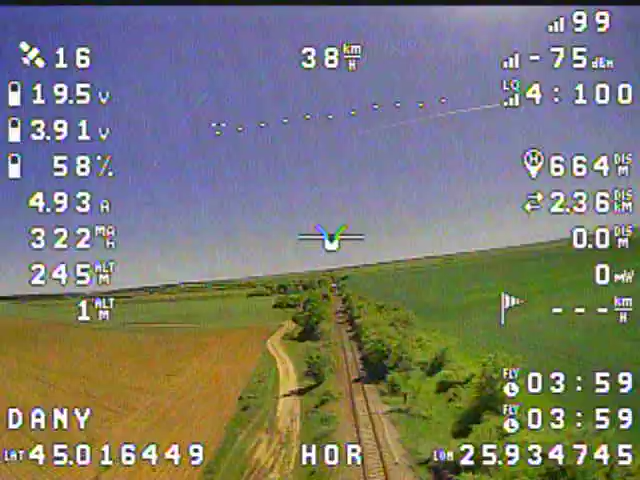 99
16 38 KM/H -75 dBm
19.5 V LQ 4:100
3.91 V
58% H 664 DIS M
4.93 A 2.36 DIS KM
322 MAH 0.0 DIS M
245 ALT M 0 mW
1 ALT M --- KM/H
FLY 03:59
DANY FLY 03:59
LAT 45.016449 HOR LON 25.934745